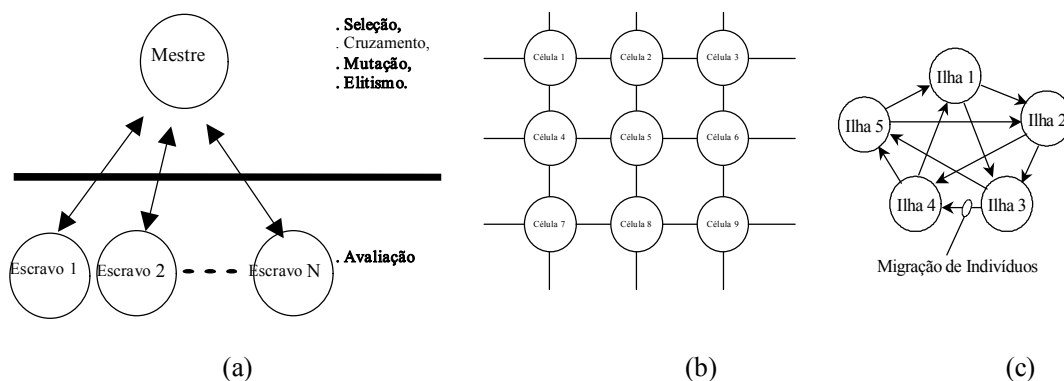 Mestre
. Seleção,
. Cruzamento,
. Mutação,
. Elitismo.
Escravo 1
Escravo 2
Escravo N
. Avaliação
(a)
Célula 1
Célula 2
Célula 3
Célula 4
Célula 5
Célula 6
Célula 7
Célula 8
Célula 9
(b)
Ilha 1
Ilha 2
Ilha 5
Ilha 4
Ilha 3
Migração de Indivíduos
(c)